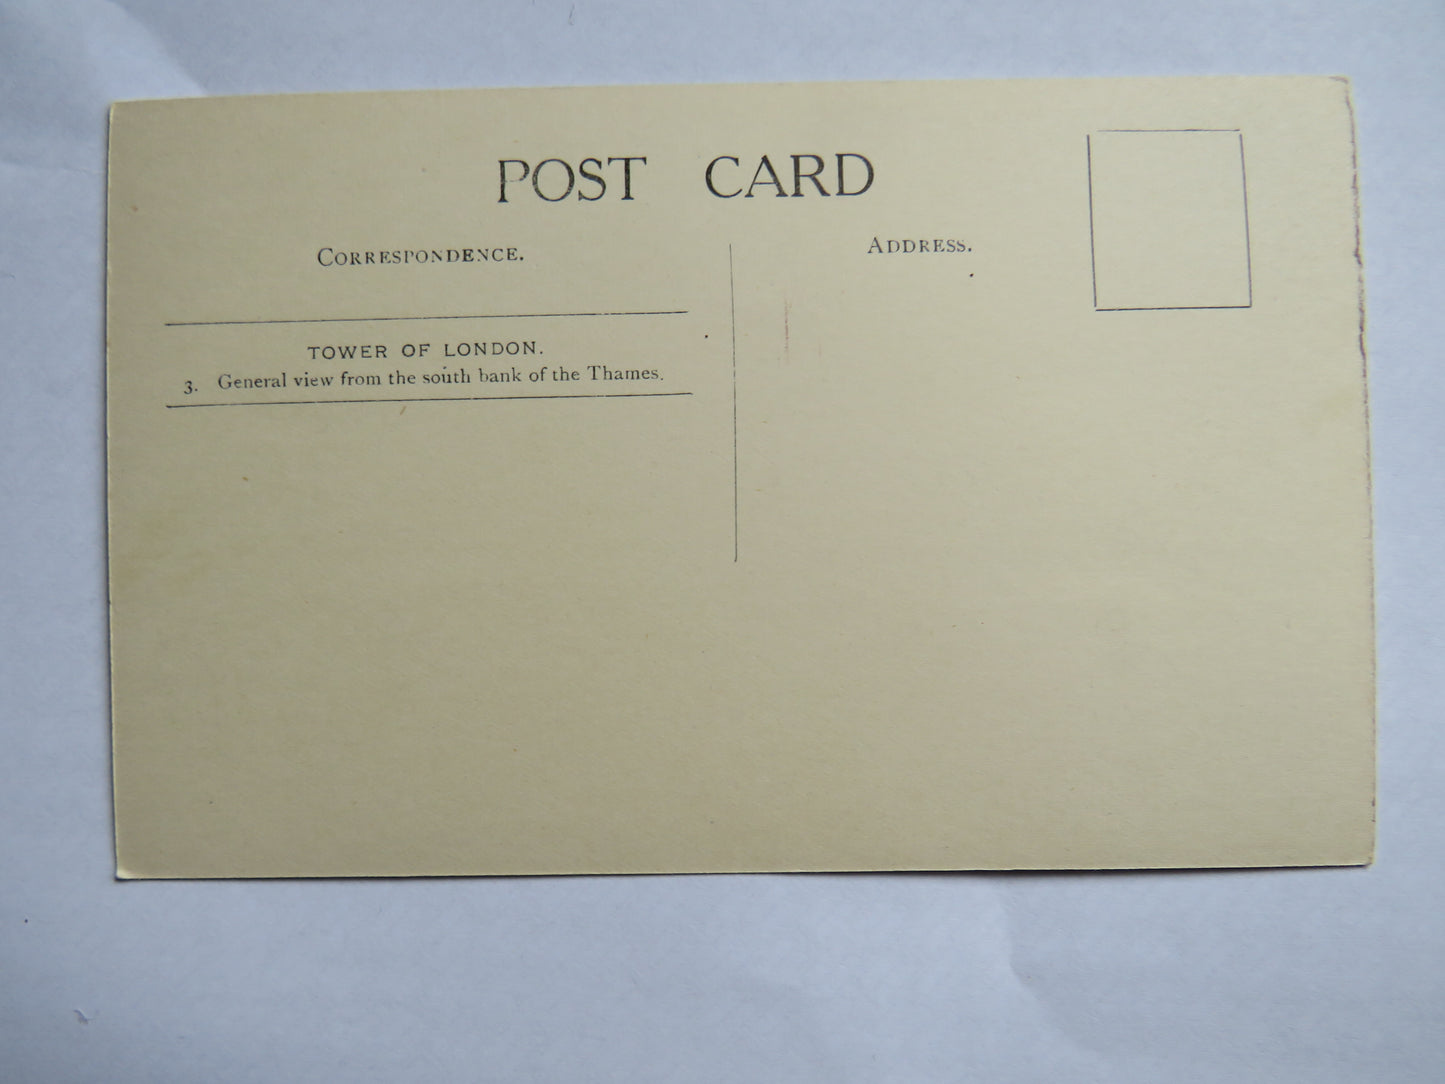 POST CARD
CORRESPONDENCE.
ADDRESS.
TOWER OF LONDON.
3. General view from the south bank of the Thames.